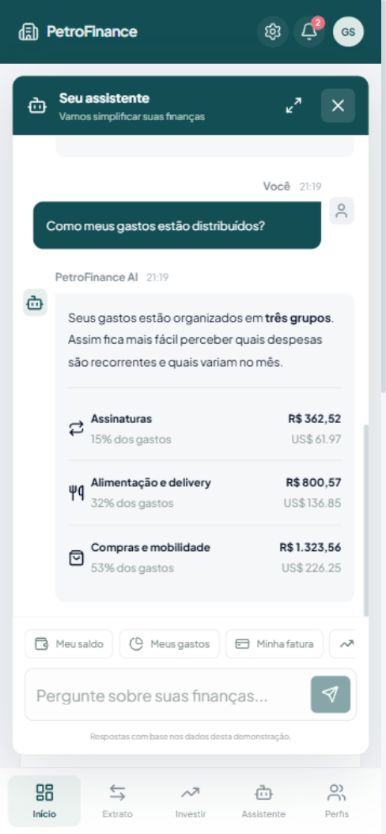 PetroFinance
2
GS
Seu assistente
Vamos simplificar suas finanças
Você 21:19
Como meus gastos estão distribuídos?
PetroFinance AI 21:19
Seus gastos estão organizados em três grupos.
Assim fica mais fácil perceber quais despesas
são recorrentes e quais variam no mês.
Assinaturas R$ 362,52
15% dos gastos US$ 61.97
Alimentação e delivery R$ 800,57
32% dos gastos US$ 136.85
Compras e mobilidade R$ 1.323,56
53% dos gastos US$ 226.25
Meu saldo Meus gastos Minha fatura
Pergunte sobre suas finanças...
Respostas com base nos dados desta demonstração.
Início Extrato Investir Assistente Perfis